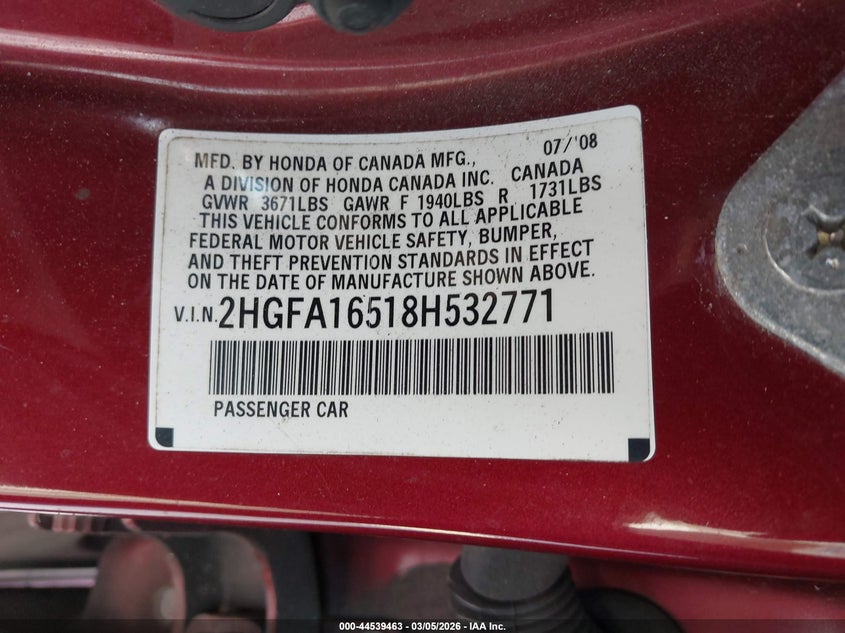 07/'08
MFD. BY HONDA OF CANADA MFG.,
A DIVISION OF HONDA CANADA INC. CANADA
GVWR 3671LBS GAWR F 1940LBS R 1731LBS
THIS VEHICLE CONFORMS TO ALL APPLICABLE
FEDERAL MOTOR VEHICLE SAFETY, BUMPER,
AND THEFT PREVENTION STANDARDS IN EFFECT
ON THE DATE OF MANUFACTURE SHOWN ABOVE.
V.I.N. 2HGFA16518H532771
PASSENGER CAR
000-44539463 - 03/05/2026 - IAA Inc.